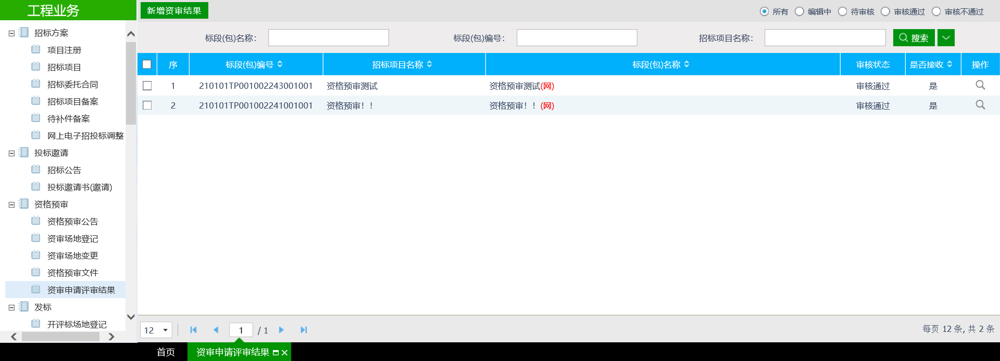 工程业务
招标方案
项目注册
招标项目
招标委托合同
招标项目备案
待补件备案
网上电子招投标调整
投标邀请
招标公告
投标邀请书(邀请)
资格预审
资格预审公告
资审场地登记
资审场地变更
资格预审文件
资审申请评审结果
发标
开评标场地登记
新增资审结果
所有 编辑中 待审核 审核通过 审核不通过
标段(包)名称： 标段(包)编号： 招标项目名称： 搜索
序 标段(包)编号 招标项目名称 标段(包)名称 审核状态 是否接收 操作
1 210101TP001002243001001 资格预审测试 资格预审测试(网) 审核通过 是
2 210101TP001002241001001 资格预审！！ 资格预审！！(网) 审核通过 是
12 1 / 1 每页 12 条, 共 2 条
首页 资审申请评审结果